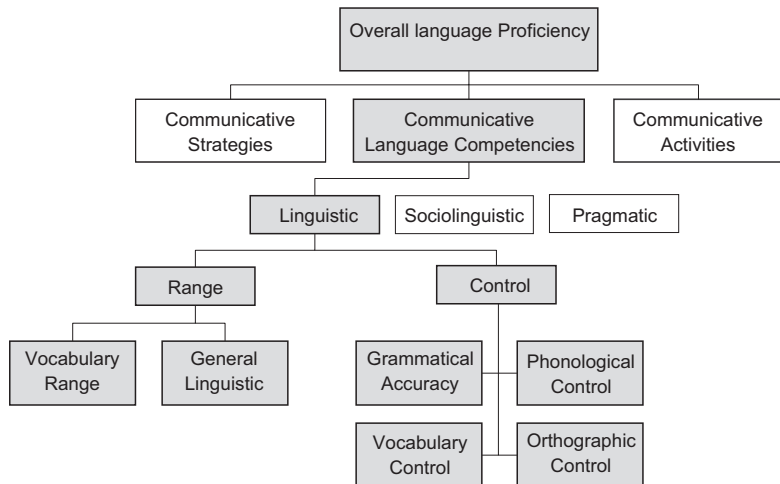 Overall language Proficiency
Communicative
Strategies
Communicative
Language Competencies
Communicative
Activities
Linguistic
Sociolinguistic
Pragmatic
Range
Control
Vocabulary
Range
General
Linguistic
Grammatical
Accuracy
Phonological
Control
Vocabulary
Control
Orthographic
Control